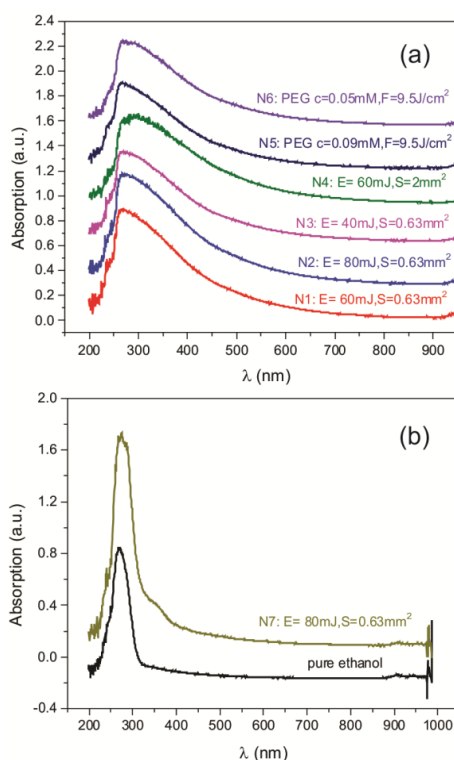 2.4
2.2
2.0
1.8
1.6
1.4
1.2
1.0
0.8
0.6
0.4
0.2
0.0
Absorption (a.u.)
(a)
N6: PEG c=0.05mM,F=9.5J/cm²
N5: PEG c=0.09mM,F=9.5J/cm²
N4: E= 60mJ,S=2mm²
N3: E= 40mJ,S=0.63mm²
N2: E= 80mJ,S=0.63mm²
N1: E= 60mJ,S=0.63mm²
200 300 400 500 600 700 800 900
λ (nm)
2.0
1.6
1.2
0.8
0.4
0.0
-0.4
Absorption (a.u.)
(b)
N7: E= 80mJ,S=0.63mm²
pure ethanol
200 300 400 500 600 700 800 900 1000
λ (nm)